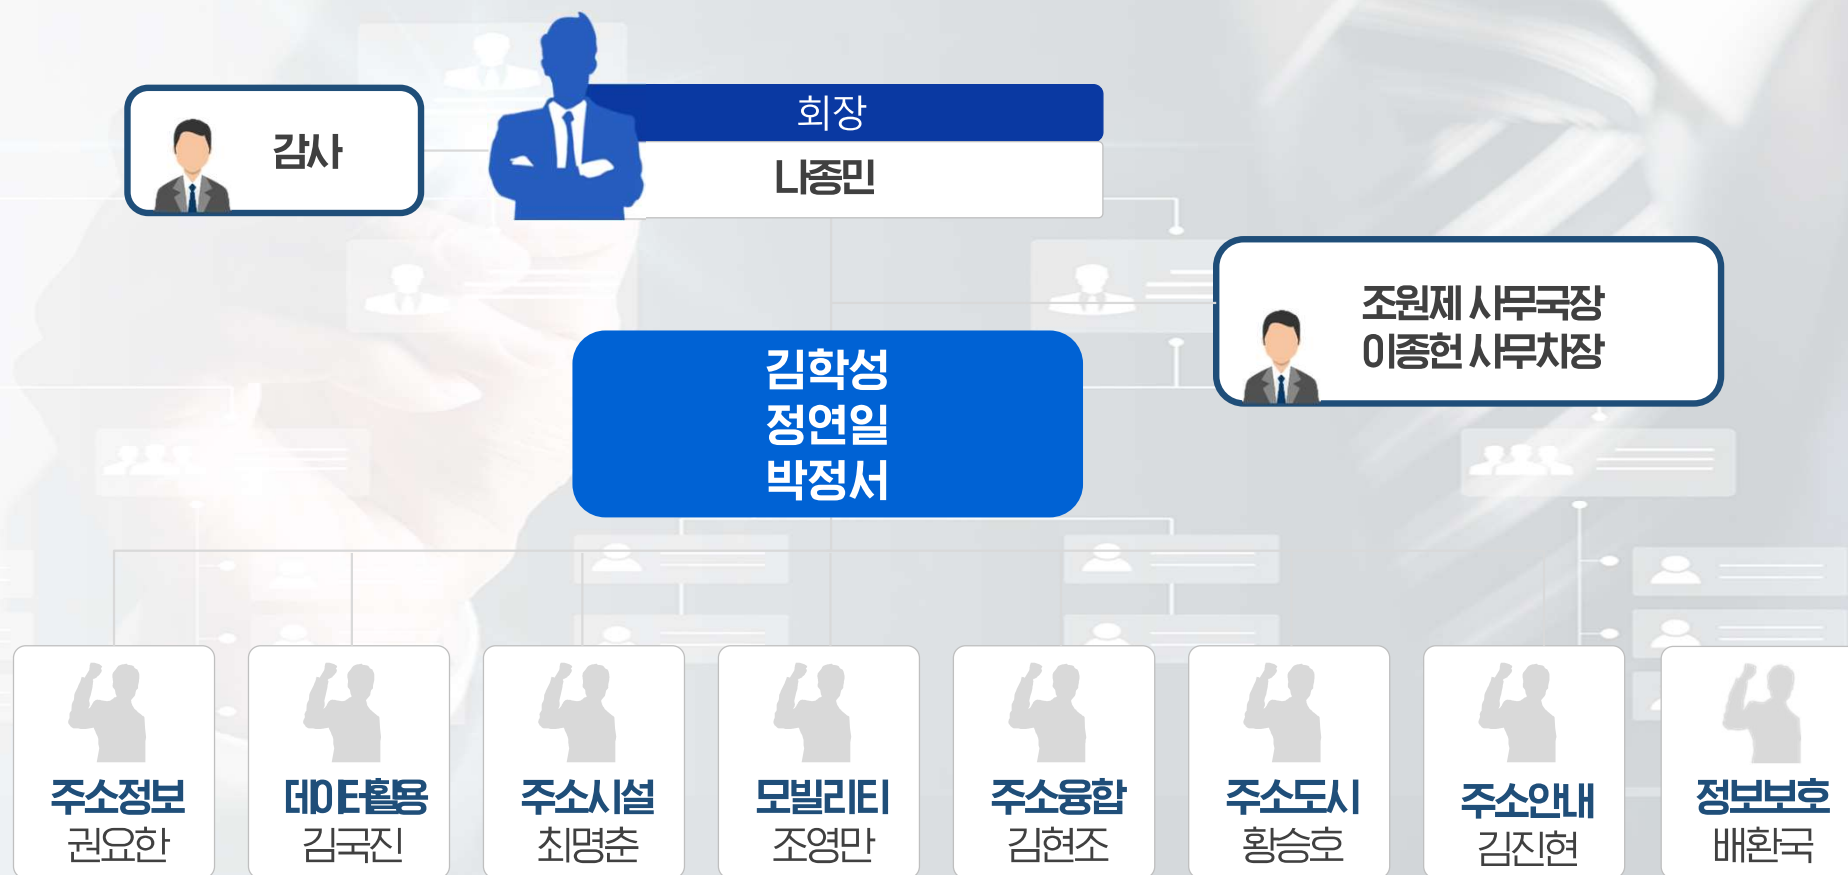 감사
회장
나종민
조원제 사무국장
이종헌 사무차장
김학성
정연일
박정서
주소정보
권요한
데이터활용
김국진
주소시설
최명춘
모빌리티
조영만
주소융합
김현조
주소도시
황승호
주소안내
김진현
정보보호
배환국